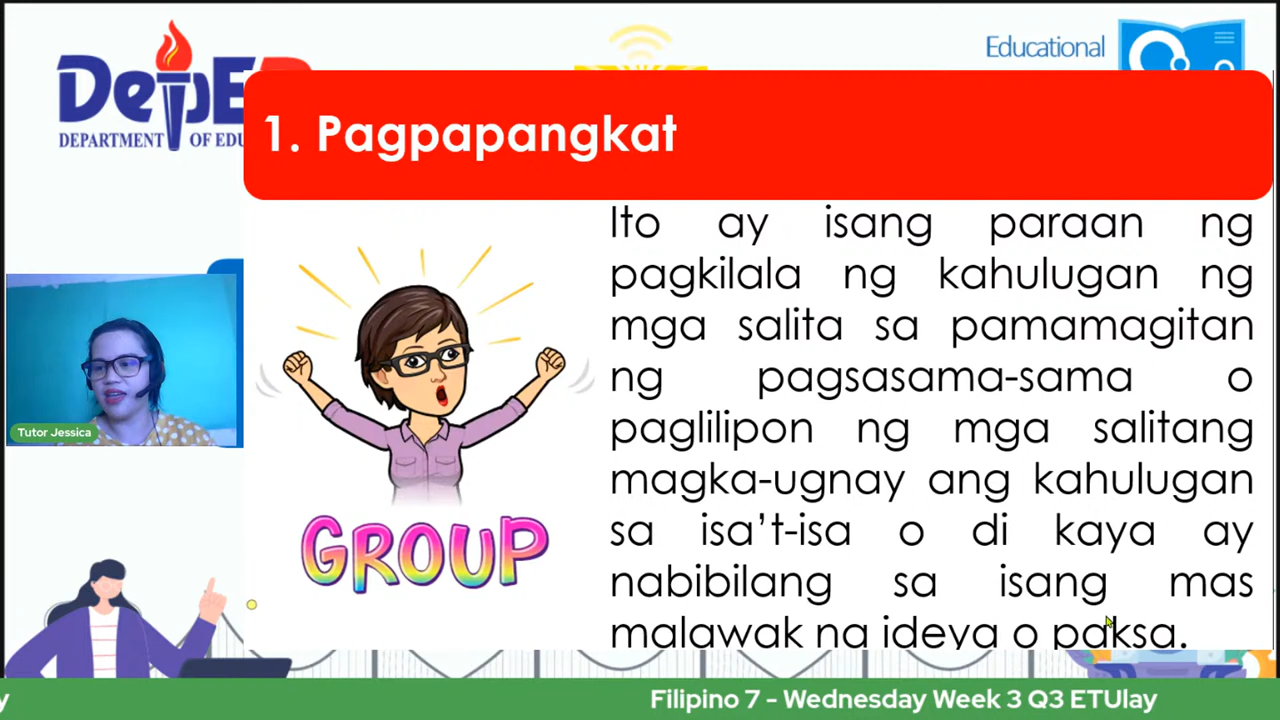 DepE
DEPARTMENT OF EDU
Educational
1. Pagpapangkat
Ito ay isang paraan ng
pagkilala ng kahulugan ng
mga salita sa pamamagitan
ng pagsasama-sama o
paglilipon ng mga salitang
magka-ugnay ang kahulugan
sa isa't-isa o di kaya ay
nabibilang sa isang mas
malawak na ideya o paksa.
GROUP
Tutor Jessica
y
Filipino 7 - Wednesday Week 3 Q3 ETUlay